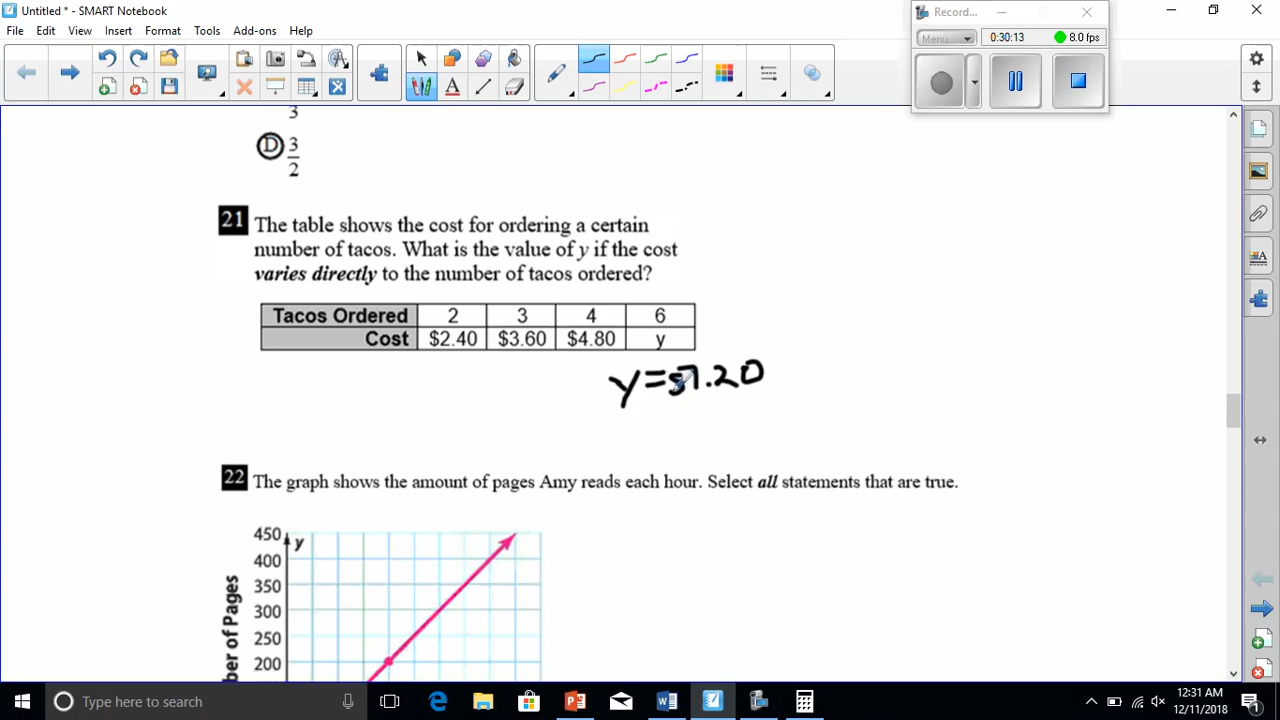 Untitled * - SMART Notebook
File Edit View Insert Format Tools Add-ons Help
Record...
Menu 0:30:13 8.0 fps
3
D 3
2
21 The table shows the cost for ordering a certain
number of tacos. What is the value of y if the cost
varies directly to the number of tacos ordered?
Tacos Ordered 2 3 4 6
Cost $2.40 $3.60 $4.80 y
y=$7.20
22 The graph shows the amount of pages Amy reads each hour. Select all statements that are true.
450 y
400
350
300
250
200
ber of Pages
Type here to search
12:31 AM
12/11/2018